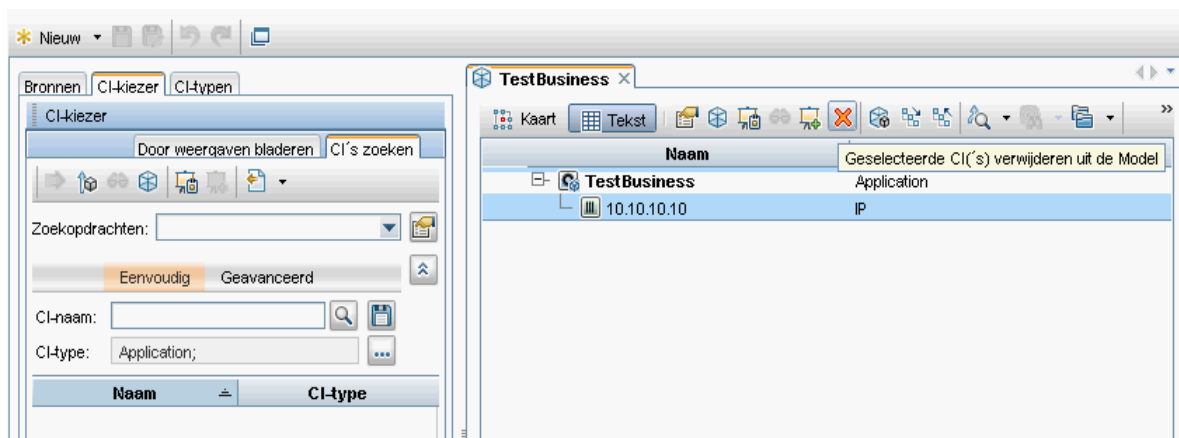 Nieuw
Bronnen CI-kiezer CI-typen
CI-kiezer
Door weergaven bladeren CI´s zoeken
Zoekopdrachten:
Eenvoudig Geavanceerd
CI-naam:
CI-type: Application;
Naam CI-type
TestBusiness
Kaart Tekst
Naam
Geselecteerde CI(´s) verwijderen uit de Model
TestBusiness Application
10.10.10.10 IP